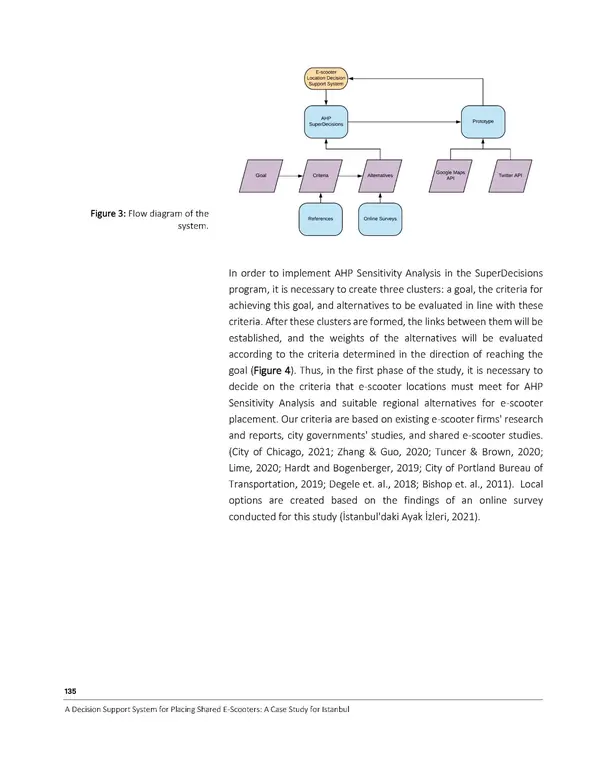 E-scooter
Location Decision
Support System
AHP
SuperDecisions
Prototype
Goal
Criteria
Alternatives
Google Maps
API
Twitter API
References
Online Surveys
Figure 3: Flow diagram of the
system.
In order to implement AHP Sensitivity Analysis in the SuperDecisions
program, it is necessary to create three clusters: a goal, the criteria for
achieving this goal, and alternatives to be evaluated in line with these
criteria. After these clusters are formed, the links between them will be
established, and the weights of the alternatives will be evaluated
according to the criteria determined in the direction of reaching the
goal (Figure 4). Thus, in the first phase of the study, it is necessary to
decide on the criteria that e-scooter locations must meet for AHP
Sensitivity Analysis and suitable regional alternatives for e-scooter
placement. Our criteria are based on existing e-scooter firms' research
and reports, city governments' studies, and shared e-scooter studies.
(City of Chicago, 2021; Zhang & Guo, 2020; Tuncer & Brown, 2020;
Lime, 2020; Hardt and Bogenberger, 2019; City of Portland Bureau of
Transportation, 2019; Degele et. al., 2018; Bishop et. al., 2011). Local
options are created based on the findings of an online survey
conducted for this study (İstanbul'daki Ayak İzleri, 2021).
135
A Decision Support System for Placing Shared E-Scooters: A Case Study for Istanbul